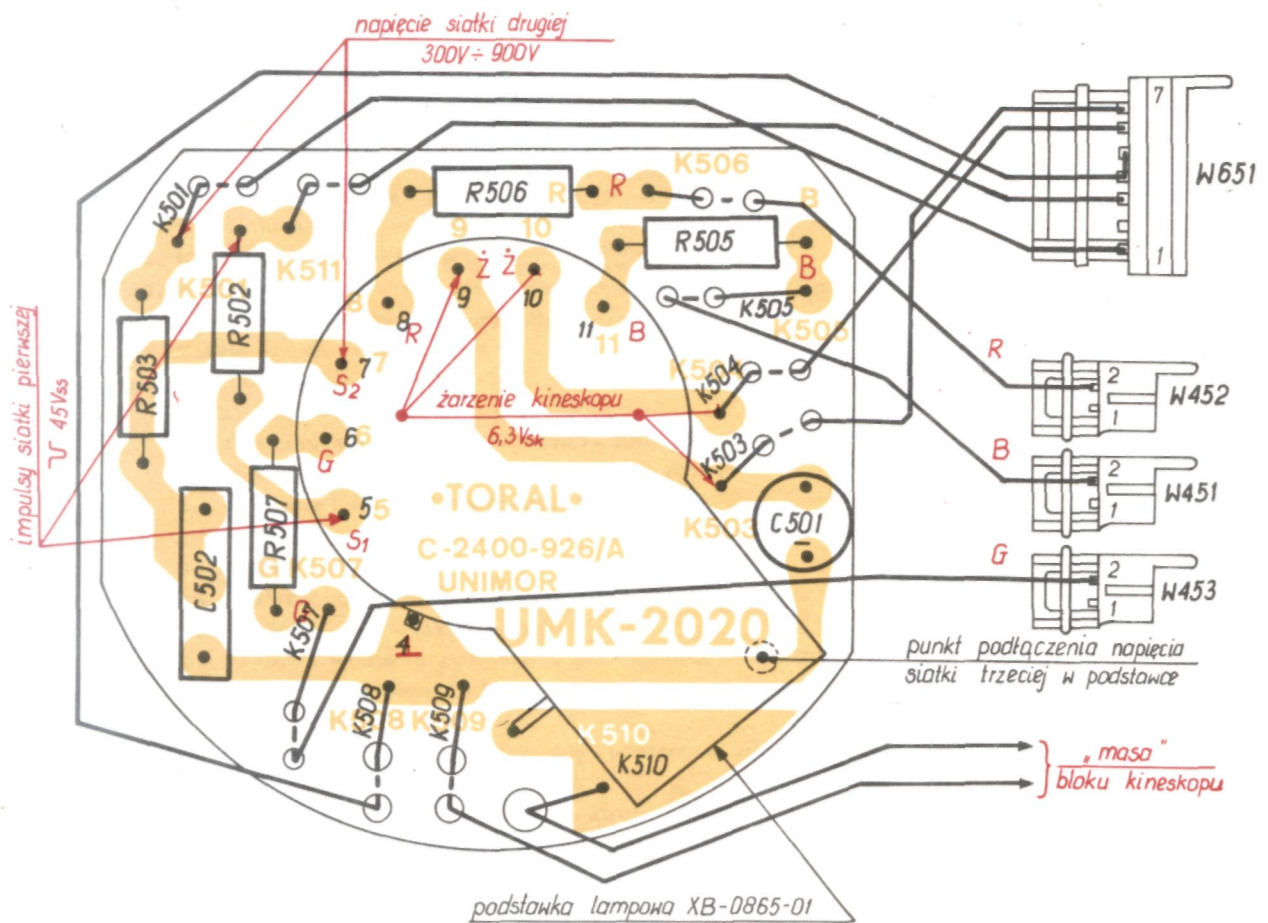 napięcie siatki drugiej
300V÷900V
7
W651
1
K501
R506
R
R
K506
B
9
10
R505
K511
Ż Ż
B
K501
R502
8
8
R
9
10
11
B
11
K505
K505
R503
7
7
S2
impulsy siatki pierwszej
45Vss
żarzenie kineskopu
6,3Vsk
K504
R
2
1
W452
K503
B
2
1
W451
6
6
G
5
5
S1
•TORAL•
C-2400-926/A
UNIMOR
UMK-2020
K503
C501
-
G
2
1
W453
C502
R507
G K507
G
K507
4
punkt podłączenia napięcia
siatki trzeciej w podstawce
K508
K509
K508 K509
K510
K510
„masa"
bloku kineskopu
podstawka lampowa XB-0865-01